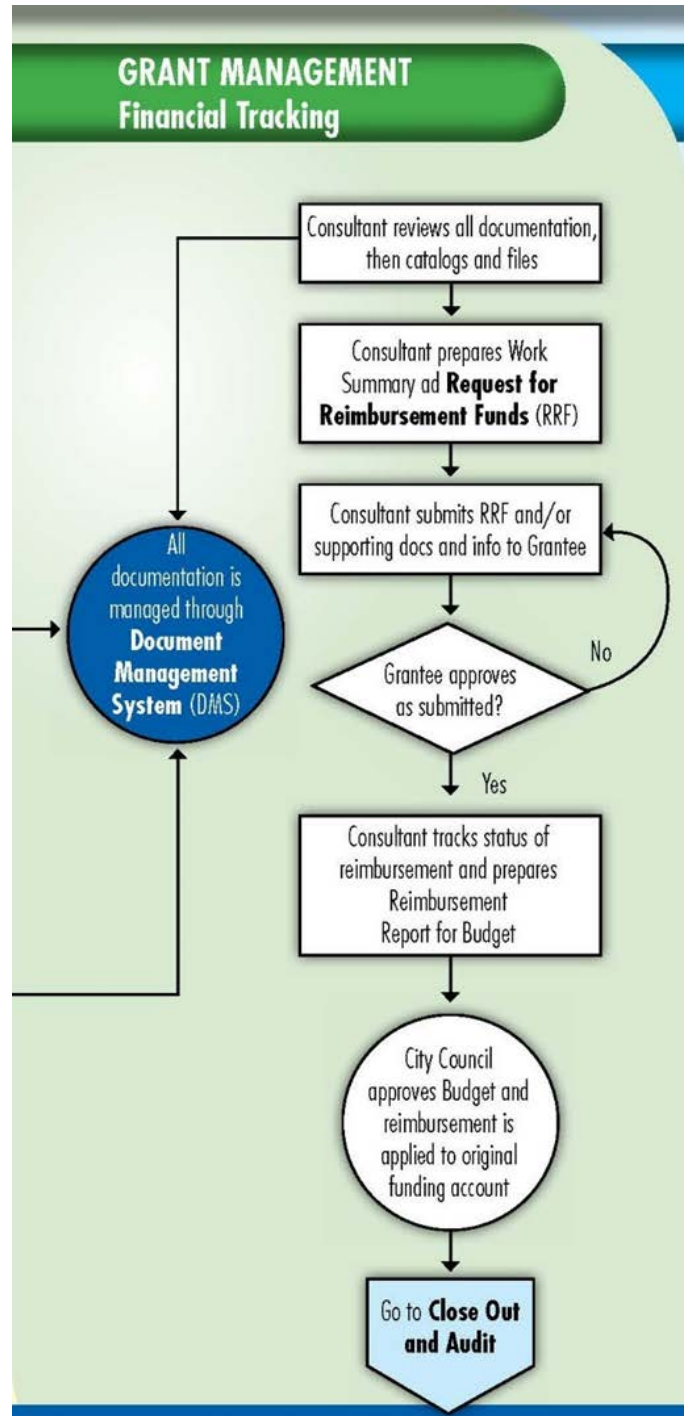 GRANT MANAGEMENT
Financial Tracking
Consultant reviews all documentation,
then catalogs and files
Consultant prepares Work
Summary ad Request for
Reimbursement Funds (RRF)
Consultant submits RRF and/or
supporting docs and info to Grantee
All
documentation is
managed through
Document
Management
System (DMS)
No
Grantee approves
as submitted?
Yes
Consultant tracks status of
reimbursement and prepares
Reimbursement
Report for Budget
City Council
approves Budget and
reimbursement is
applied to original
funding account
Go to Close Out
and Audit